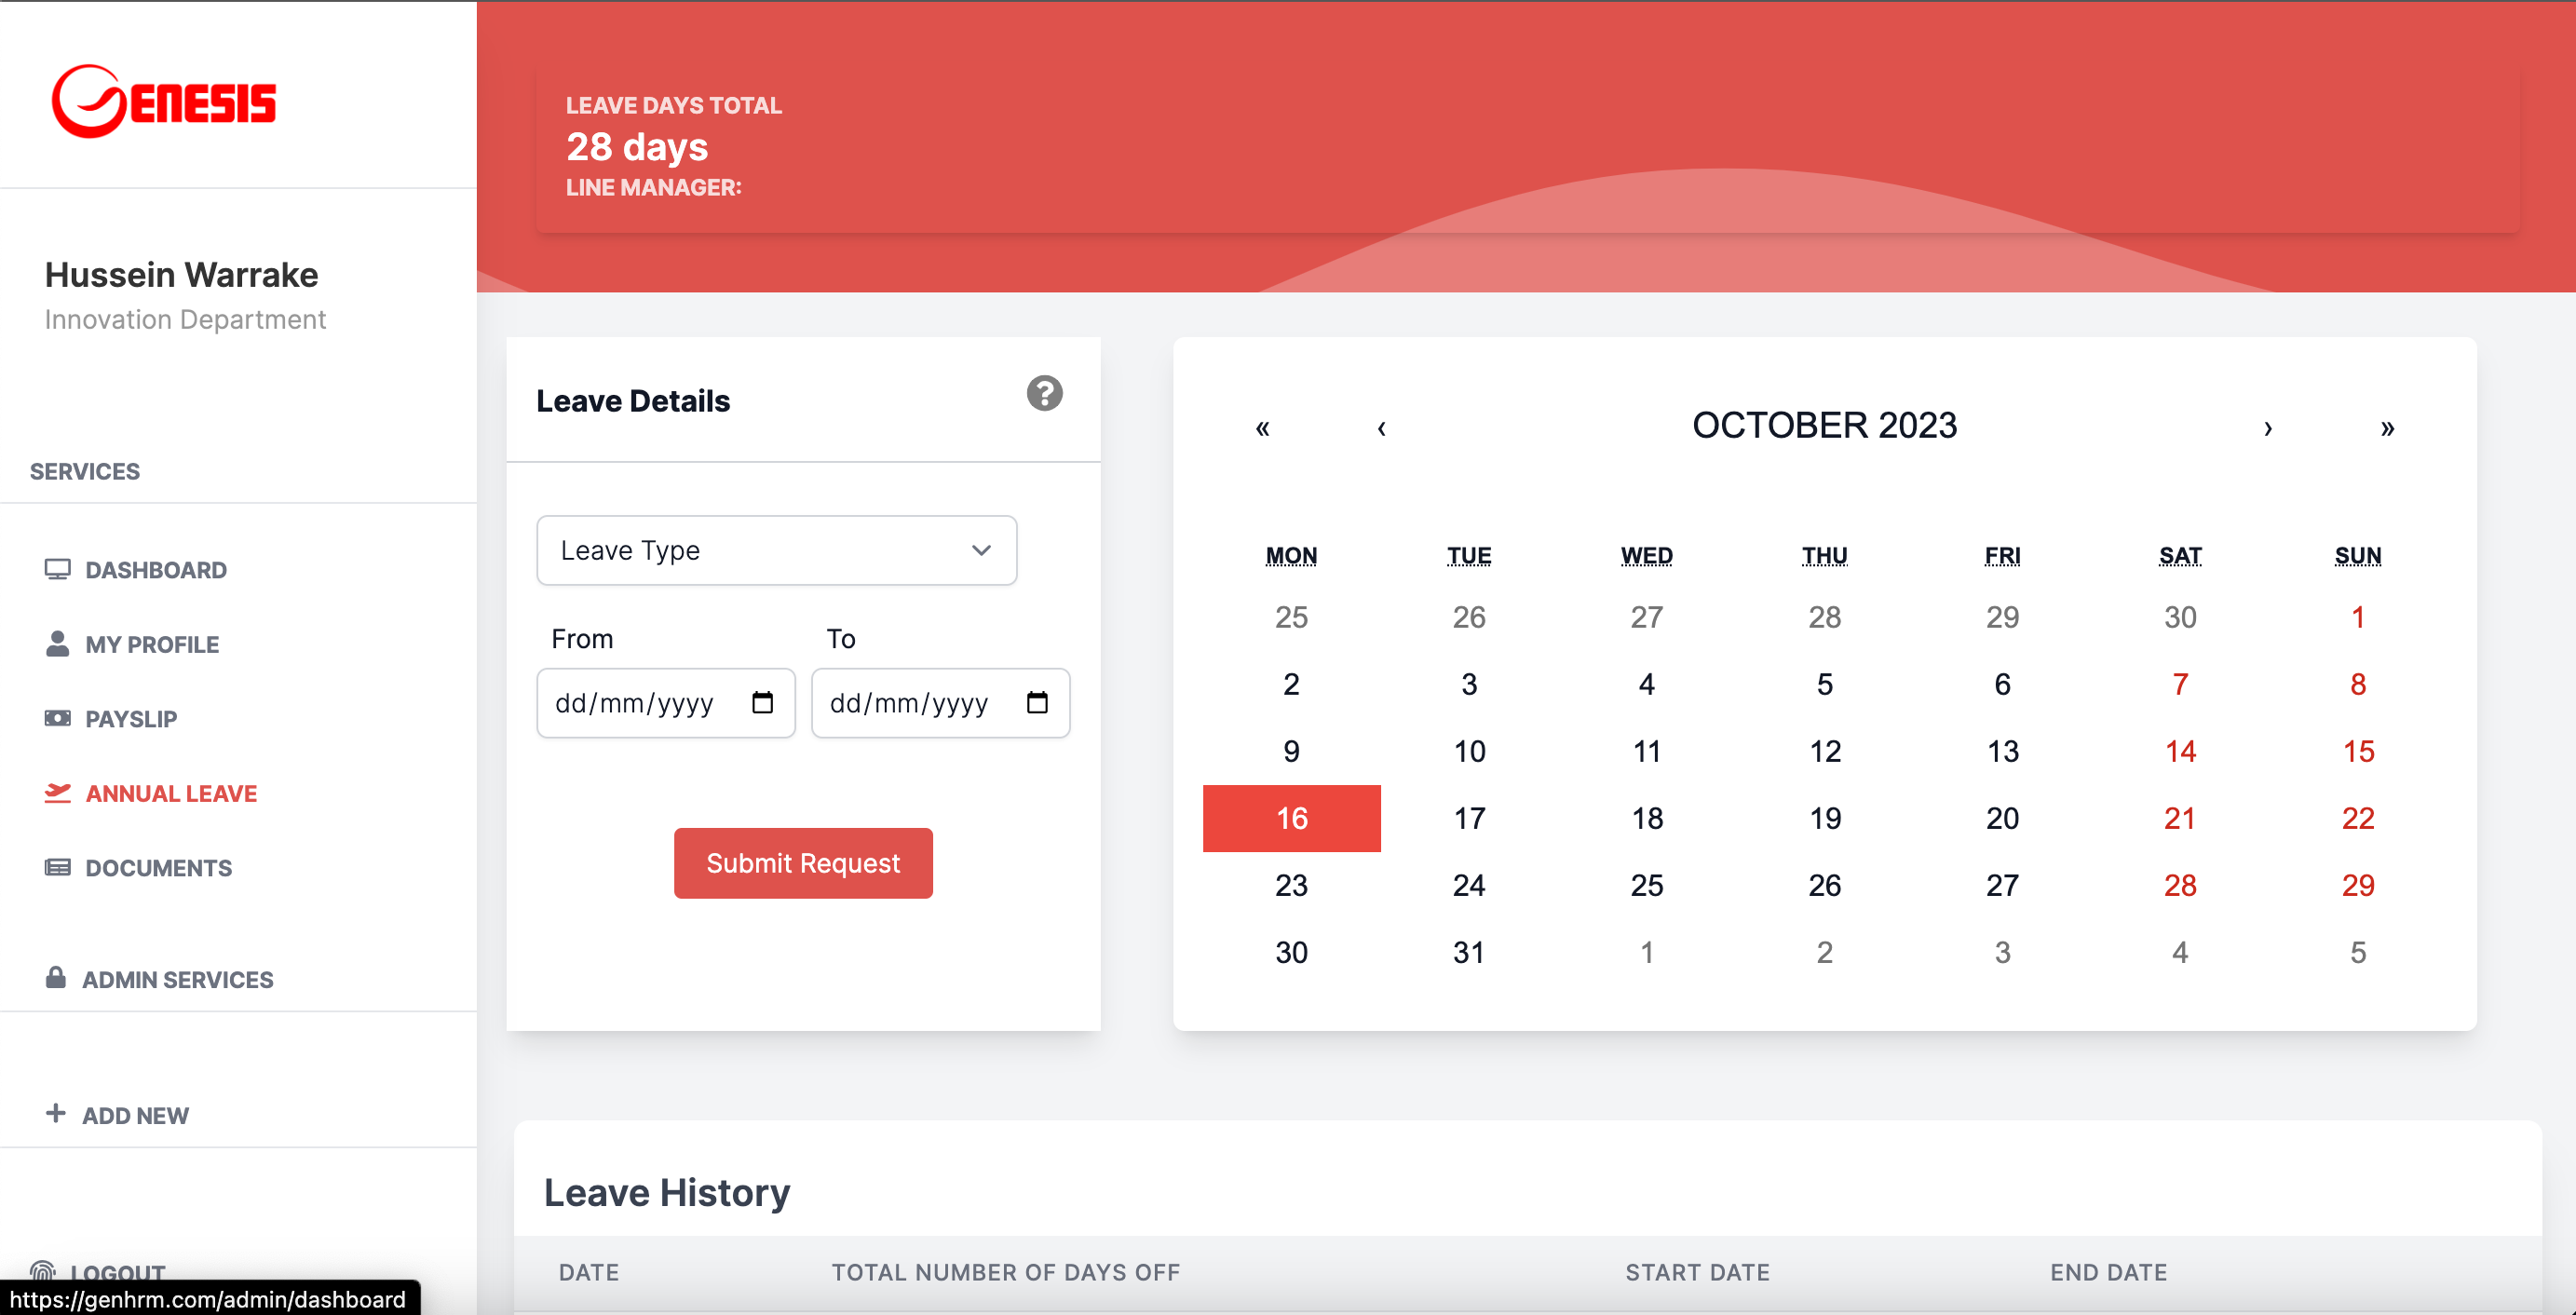 GENESIS
Hussein Warrake
Innovation Department
SERVICES
DASHBOARD
MY PROFILE
PAYSLIP
ANNUAL LEAVE
DOCUMENTS
ADMIN SERVICES
+ ADD NEW
LOGOUT
https://genhrm.com/admin/dashboard
LEAVE DAYS TOTAL
28 days
LINE MANAGER:
Leave Details
?
Leave Type
From To
dd/mm/yyyy dd/mm/yyyy
Submit Request
« ‹ OCTOBER 2023 › »
MON TUE WED THU FRI SAT SUN
25 26 27 28 29 30 1
2 3 4 5 6 7 8
9 10 11 12 13 14 15
16 17 18 19 20 21 22
23 24 25 26 27 28 29
30 31 1 2 3 4 5
Leave History
DATE TOTAL NUMBER OF DAYS OFF START DATE END DATE